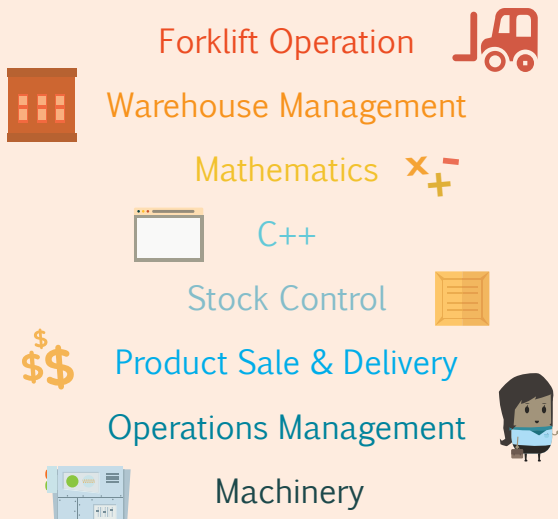 Forklift Operation
Warehouse Management
Mathematics
C++
Stock Control
Product Sale & Delivery
Operations Management
Machinery